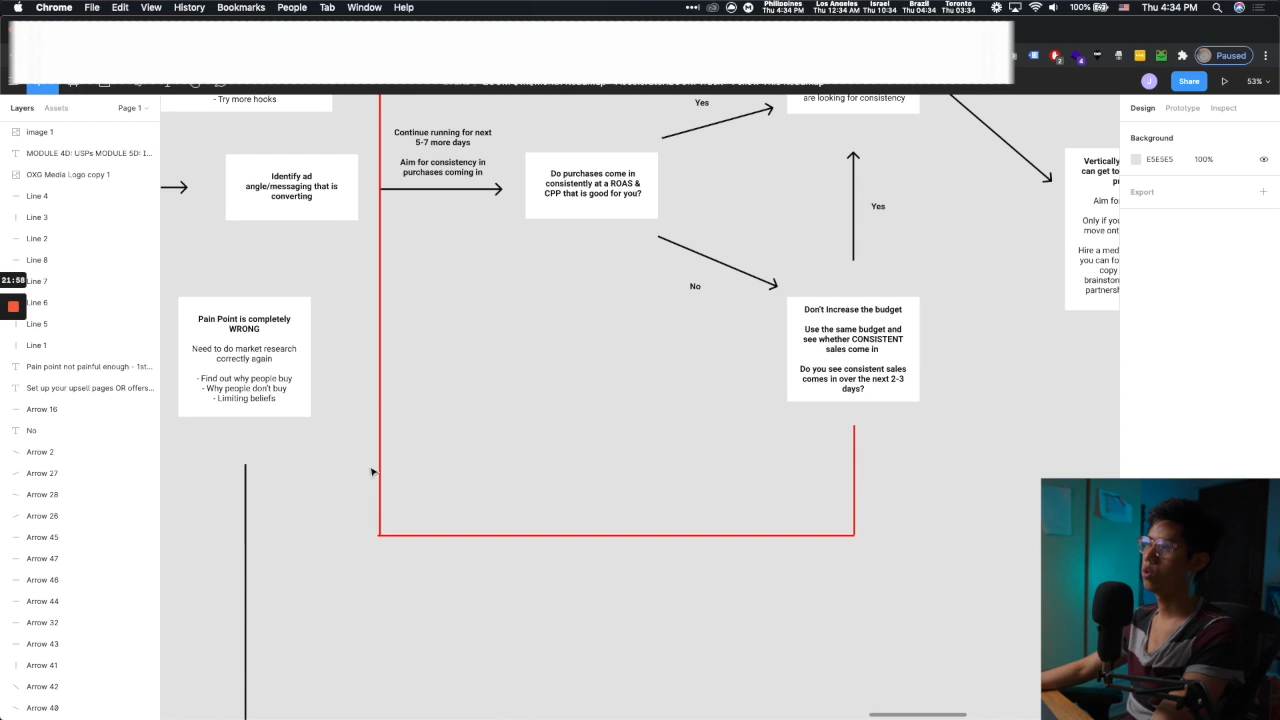 Chrome File Edit View History Bookmarks People Tab Window Help
Philippines Thu 4:34 PM
Los Angeles Thu 12:34 AM
Israel Thu 10:34
Brazil Thu 04:34
Toronto Thu 03:34
100% Thu 4:34 PM
Paused
J Share 53%
Layers Assets Page 1
image 1
MODULE 4D: USPs MODULE 5D: I...
OXG Media Logo copy 1
Line 4
Line 3
Line 2
Line 8
21:58
Line 7
Line 6
Line 5
Line 1
Pain point not painful enough - 1st...
Set up your upsell pages OR offers...
Arrow 16
No
Arrow 2
Arrow 27
Arrow 28
Arrow 26
Arrow 45
Arrow 47
Arrow 46
Arrow 44
Arrow 32
Arrow 43
Arrow 41
Arrow 42
Arrow 40
- Try more hooks
Identify ad
angle/messaging that is
converting
Pain Point is completely
WRONG
Need to do market research
correctly again
- Find out why people buy
- Why people don't buy
- Limiting beliefs
Continue running for next
5-7 more days
Aim for consistency in
purchases coming in
Do purchases come in
consistently at a ROAS &
CPP that is good for you?
Yes
are looking for consistency
Yes
No
Don't Increase the budget
Use the same budget and
see whether CONSISTENT
sales come in
Do you see consistent sales
comes in over the next 2-3
days?
Vertically
can get to
Aim fo
Only if yo
move ont
Hire a med
you can fo
copy
brainstor
partnersh
Design Prototype Inspect
Background
E5E5E5 100%
Export